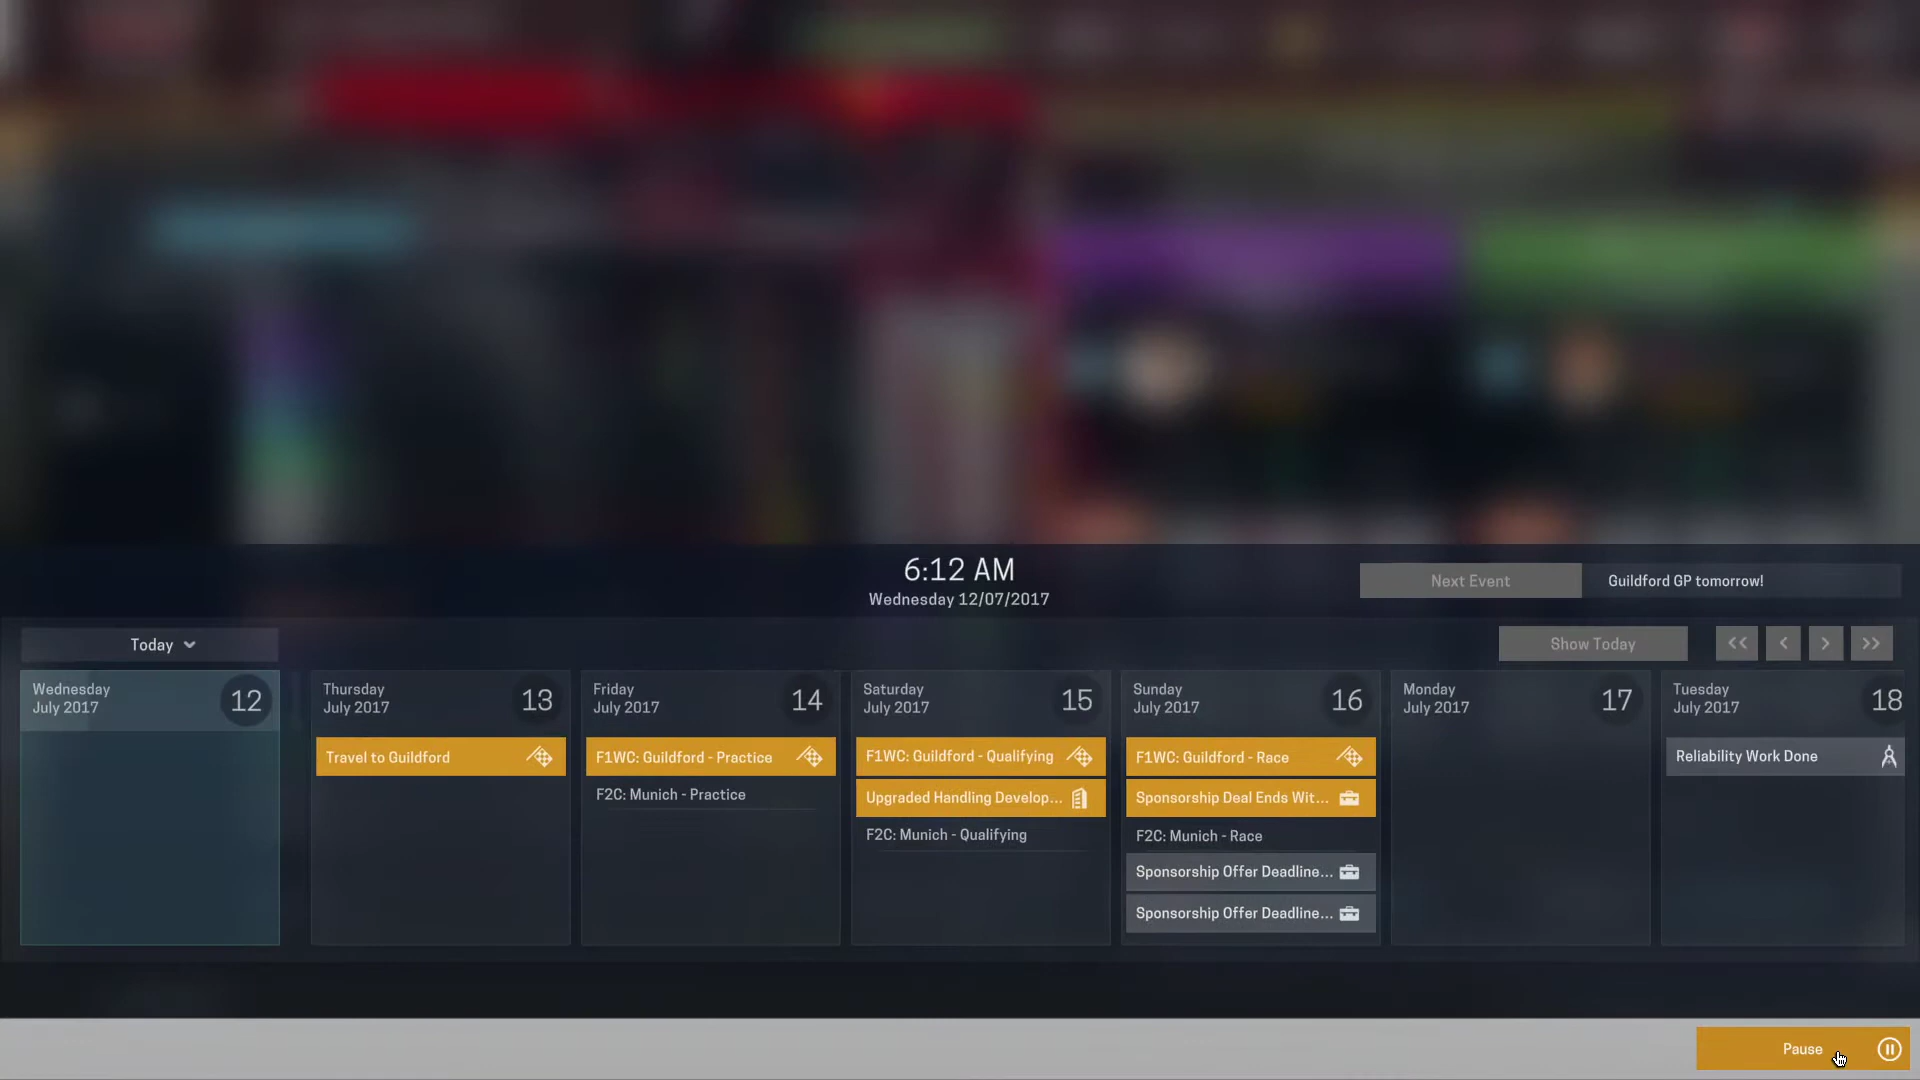 6:12 AM
Wednesday 12/07/2017
Next Event
Guildford GP tomorrow!
Today
Show Today
Wednesday
July 2017
12
Thursday
July 2017
13
Travel to Guildford
Friday
July 2017
14
F1WC: Guildford - Practice
F2C: Munich - Practice
Saturday
July 2017
15
F1WC: Guildford - Qualifying
Upgraded Handling Develop...
F2C: Munich - Qualifying
Sunday
July 2017
16
F1WC: Guildford - Race
Sponsorship Deal Ends Wit...
F2C: Munich - Race
Sponsorship Offer Deadline...
Sponsorship Offer Deadline...
Monday
July 2017
17
Tuesday
July 2017
18
Reliability Work Done
Pause